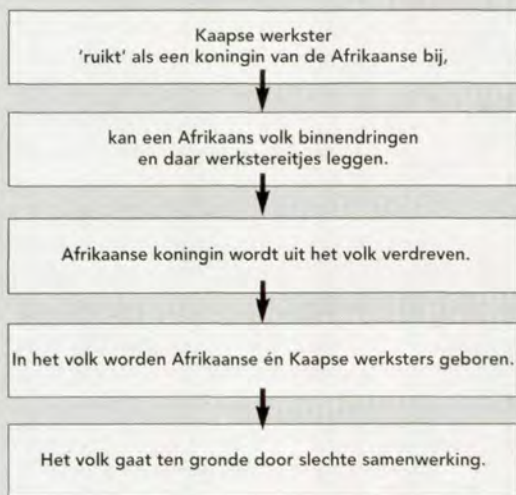 Kaapse werkster
'ruikt' als een koningin van de Afrikaanse bij,
kan een Afrikaans volk binnendringen
en daar werkstereitjes leggen.
Afrikaanse koningin wordt uit het volk verdreven.
In het volk worden Afrikaanse én Kaapse werksters geboren.
Het volk gaat ten gronde door slechte samenwerking.